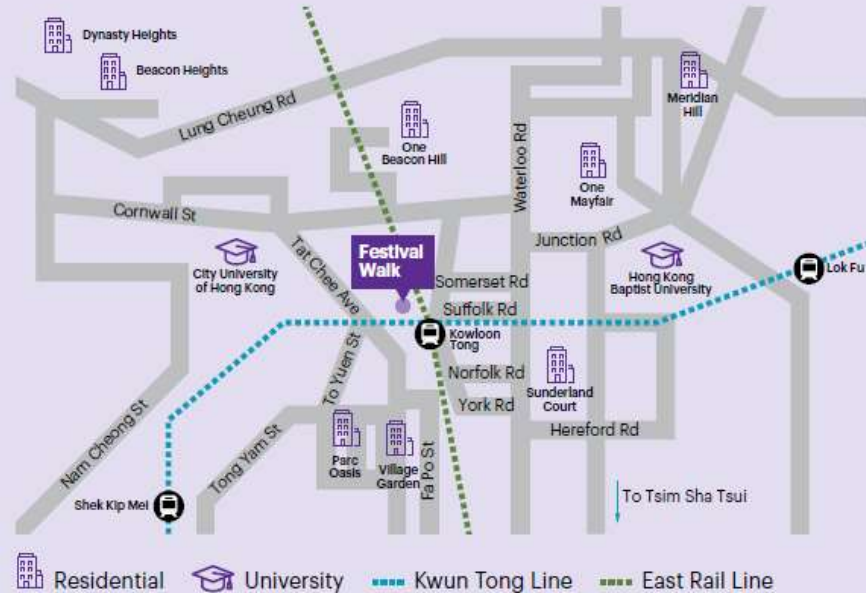 Dynasty Heights
Beacon Heights
Lung Cheung Rd
One
Beacon Hill
Waterloo Rd
Meridian
Hill
One
Mayfair
Cornwall St
City University
of Hong Kong
Tat Chee Ave
Festival
Walk
Junction Rd
Hong Kong
Baptist University
Lok Fu
Somerset Rd
Suffolk Rd
Kowloon
Tong
To Yuen St
Norfolk Rd
York Rd
Sunderland
Court
Hereford Rd
Nam Cheong St
Tong Yam St
Parc
Oasis
Village
Garden
Fa Po St
Shek Kip Mei
To Tsim Sha Tsui
Residential
University
Kwun Tong Line
East Rail Line